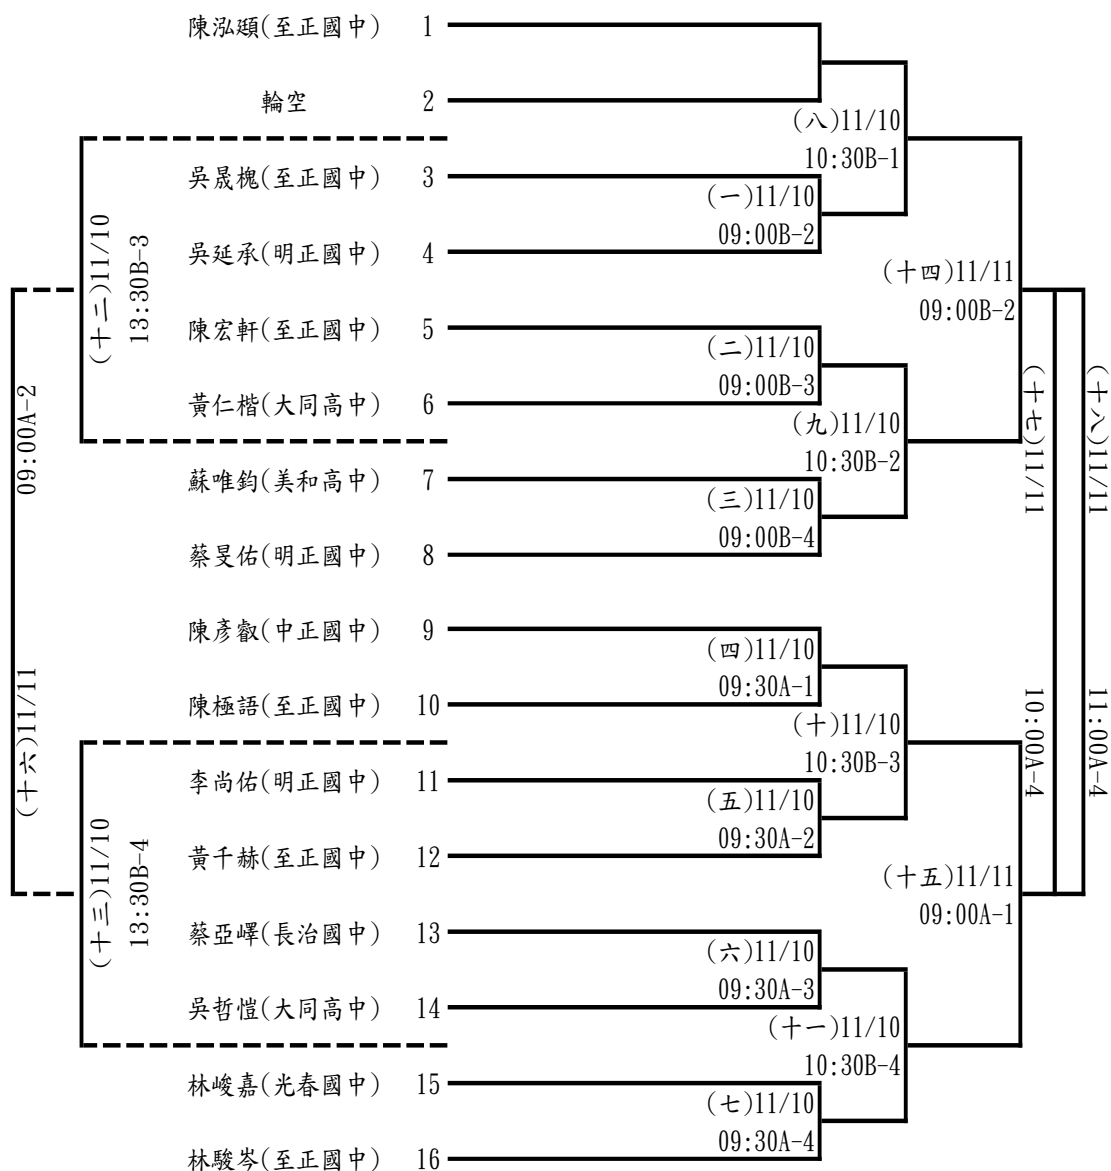 陳泓頲(至正國中) 1
輪空 2
(八)11/10
10:30B-1
吳晟槐(至正國中) 3
(一)11/10
09:00B-2
吳延承(明正國中) 4
(十二)11/10
13:30B-3
(十四)11/11
09:00B-2
陳宏軒(至正國中) 5
(二)11/10
09:00B-3
黃仁楷(大同高中) 6
(九)11/10
10:30B-2
蘇唯鈞(美和高中) 7
(三)11/10
09:00B-4
蔡旻佑(明正國中) 8
(十六)11/11
09:00A-2
(十七)11/11
10:00A-4
(十八)11/11
11:00A-4
陳彥叡(中正國中) 9
(四)11/10
09:30A-1
陳極語(至正國中) 10
(十)11/10
10:30B-3
李尚佑(明正國中) 11
(五)11/10
09:30A-2
黃千赫(至正國中) 12
(十三)11/10
13:30B-4
(十五)11/11
09:00A-1
蔡亞嶧(長治國中) 13
(六)11/10
09:30A-3
吳哲愷(大同高中) 14
(十一)11/10
10:30B-4
林峻嘉(光春國中) 15
(七)11/10
09:30A-4
林駿岑(至正國中) 16